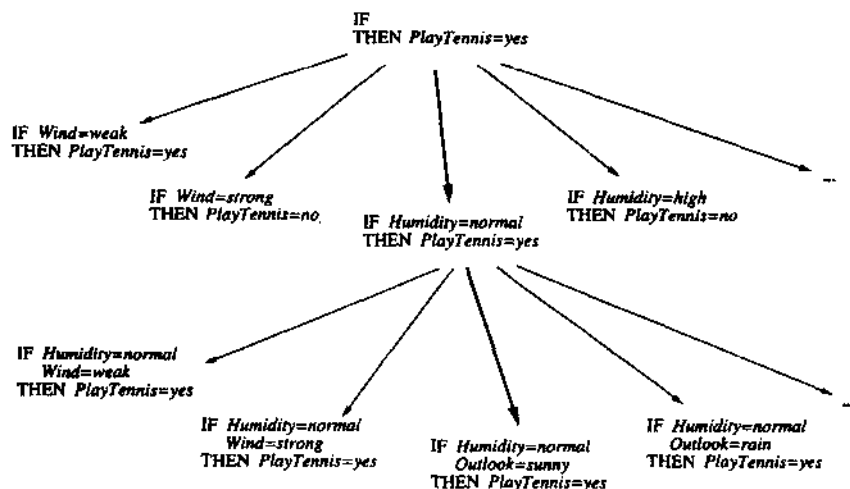 IF
THEN PlayTennis=yes
IF Wind=weak
THEN PlayTennis=yes
IF Wind=strong
THEN PlayTennis=no
IF Humidity=normal
THEN PlayTennis=yes
IF Humidity=high
THEN PlayTennis=no
...
IF Humidity=normal
Wind=weak
THEN PlayTennis=yes
IF Humidity=normal
Wind=strong
THEN PlayTennis=yes
IF Humidity=normal
Outlook=sunny
THEN PlayTennis=yes
IF Humidity=normal
Outlook=rain
THEN PlayTennis=yes
...